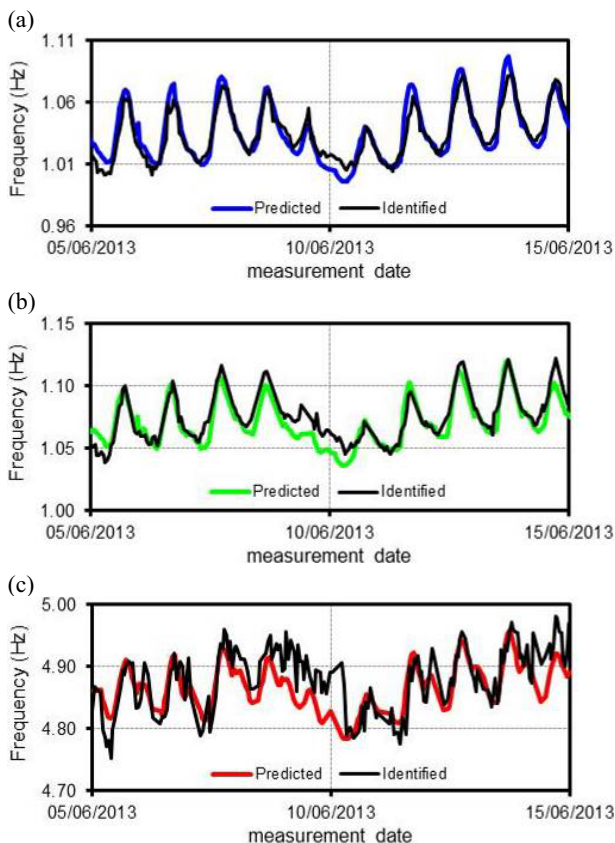 (a)
Frequency (Hz)
1.11
1.06
1.01
0.96
Predicted Identified
05/06/2013 10/06/2013 15/06/2013
measurement date
(b)
Frequency (Hz)
1.15
1.10
1.05
1.00
Predicted Identified
05/06/2013 10/06/2013 15/06/2013
measurement date
(c)
Frequency (Hz)
5.00
4.90
4.80
4.70
Predicted Identified
05/06/2013 10/06/2013 15/06/2013
measurement date